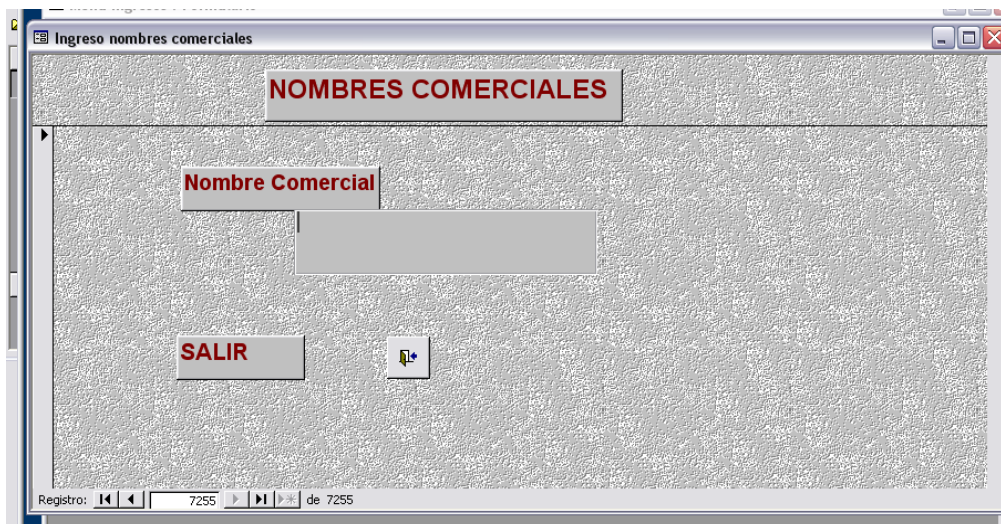 Ingreso nombres comerciales
NOMBRES COMERCIALES
Nombre Comercial
SALIR
Registro: 7255 de 7255